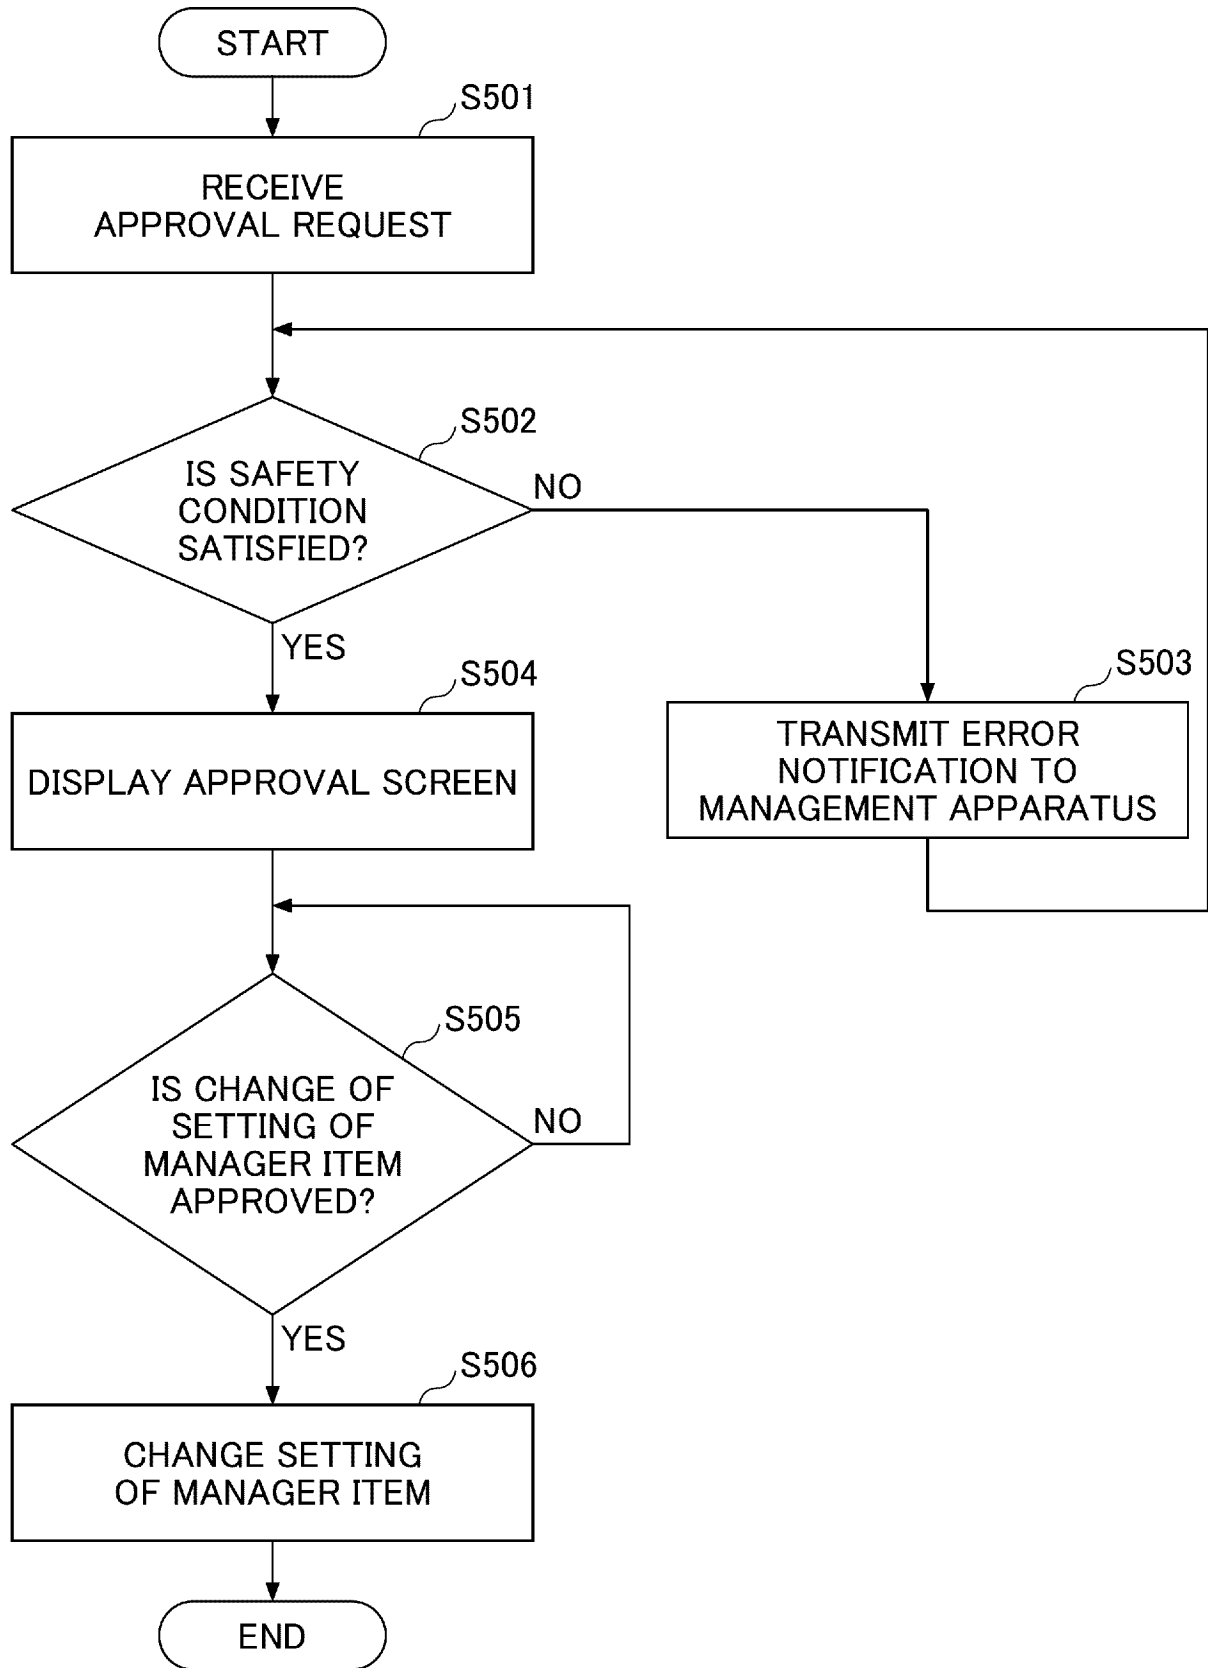 START
S501
RECEIVE
APPROVAL REQUEST
S502
IS SAFETY
CONDITION
SATISFIED?
NO
YES
S503
TRANSMIT ERROR
NOTIFICATION TO
MANAGEMENT APPARATUS
S504
DISPLAY APPROVAL SCREEN
S505
IS CHANGE OF
SETTING OF
MANAGER ITEM
APPROVED?
NO
YES
S506
CHANGE SETTING
OF MANAGER ITEM
END